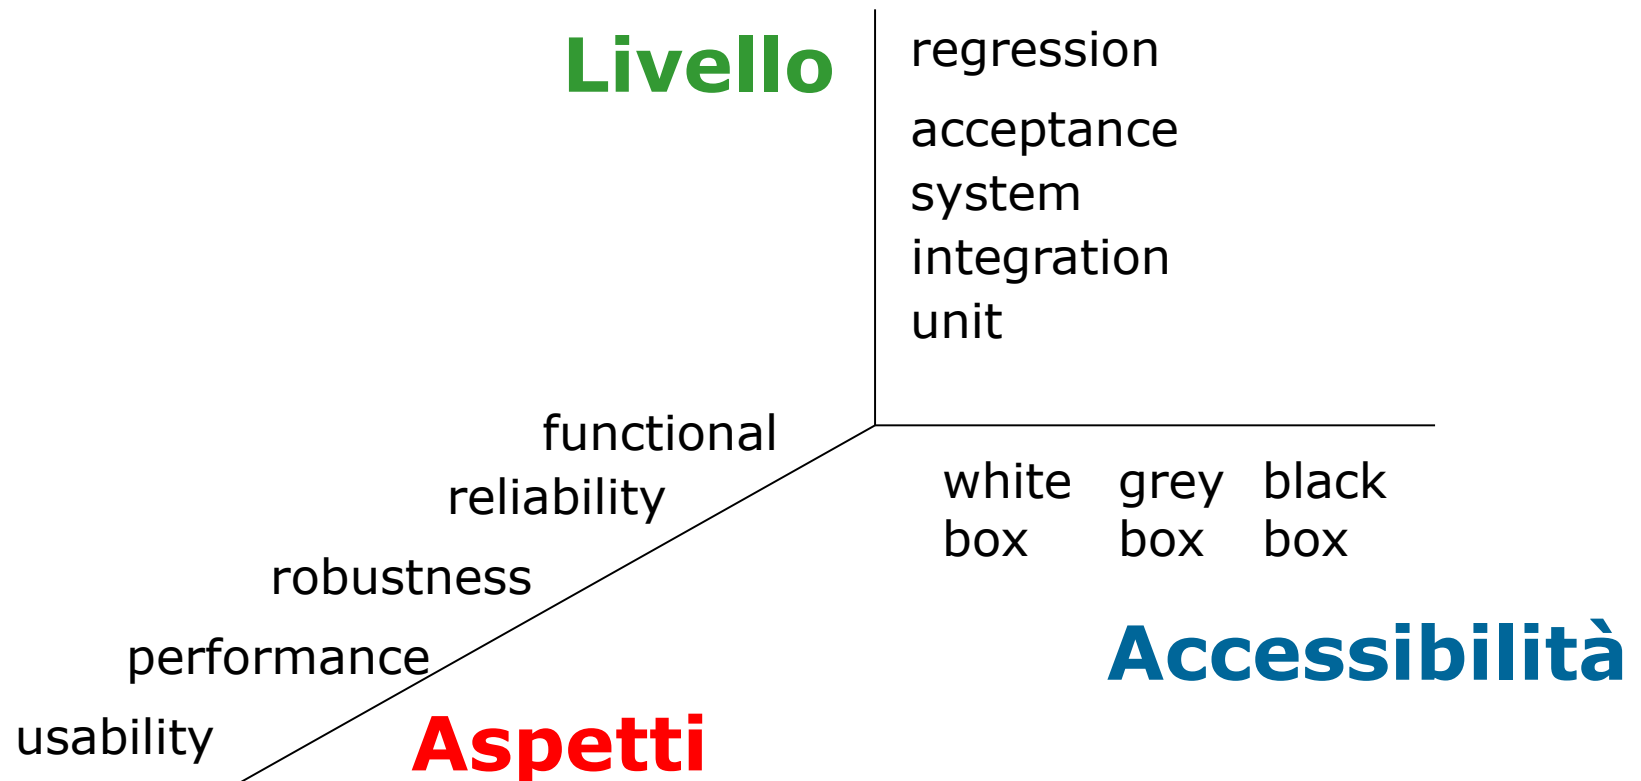 Livello
regression
acceptance
system
integration
unit
functional
reliability
robustness
performance
usability
Aspetti
white grey black
box box box
Accessibilità